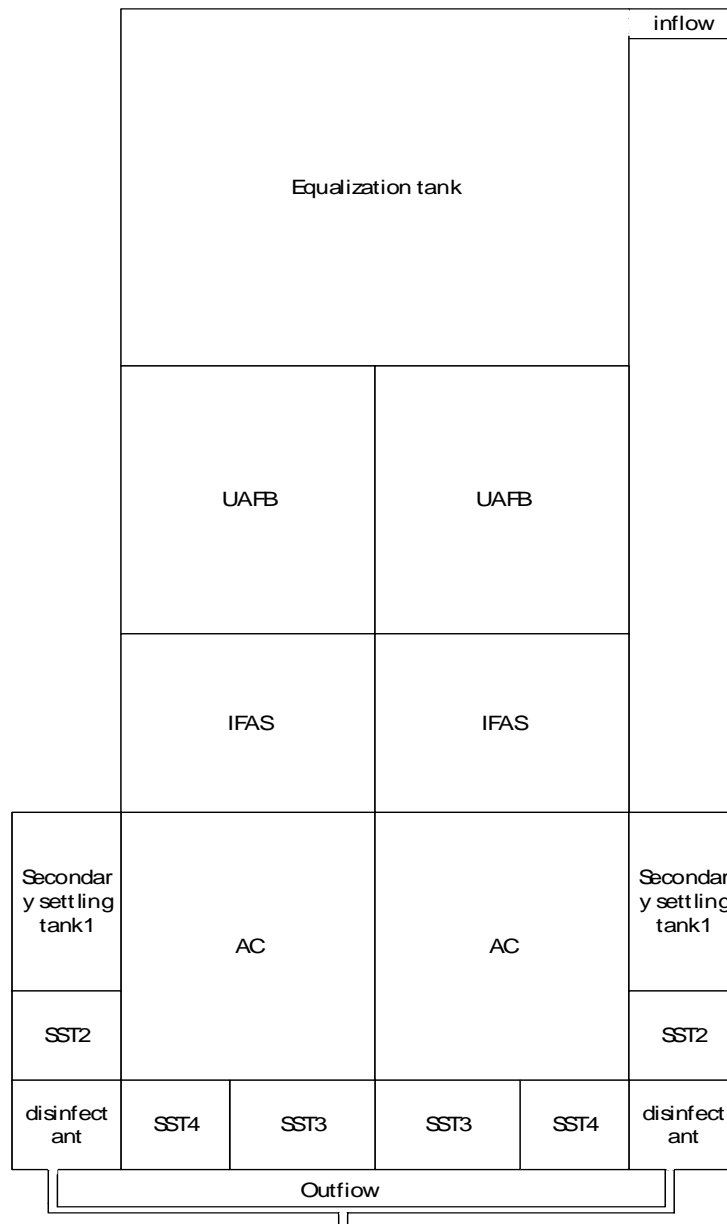 inflow
Equalization tank
UAFB
UAFB
IFAS
IFAS
Secondar
y settling
tank1
AC
AC
Secondar
y settling
tank1
SST2
SST2
disinfect
ant
SST4
SST3
SST3
SST4
disinfect
ant
Outfiow